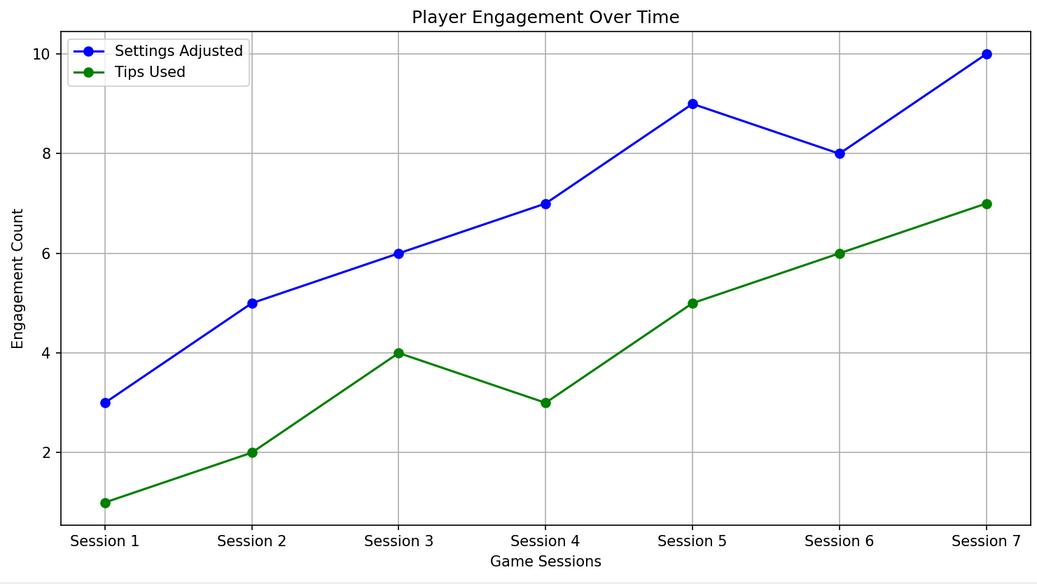 Player Engagement Over Time
Settings Adjusted
Tips Used
10
8
6
4
2
Engagement Count
Session 1 Session 2 Session 3 Session 4 Session 5 Session 6 Session 7
Game Sessions